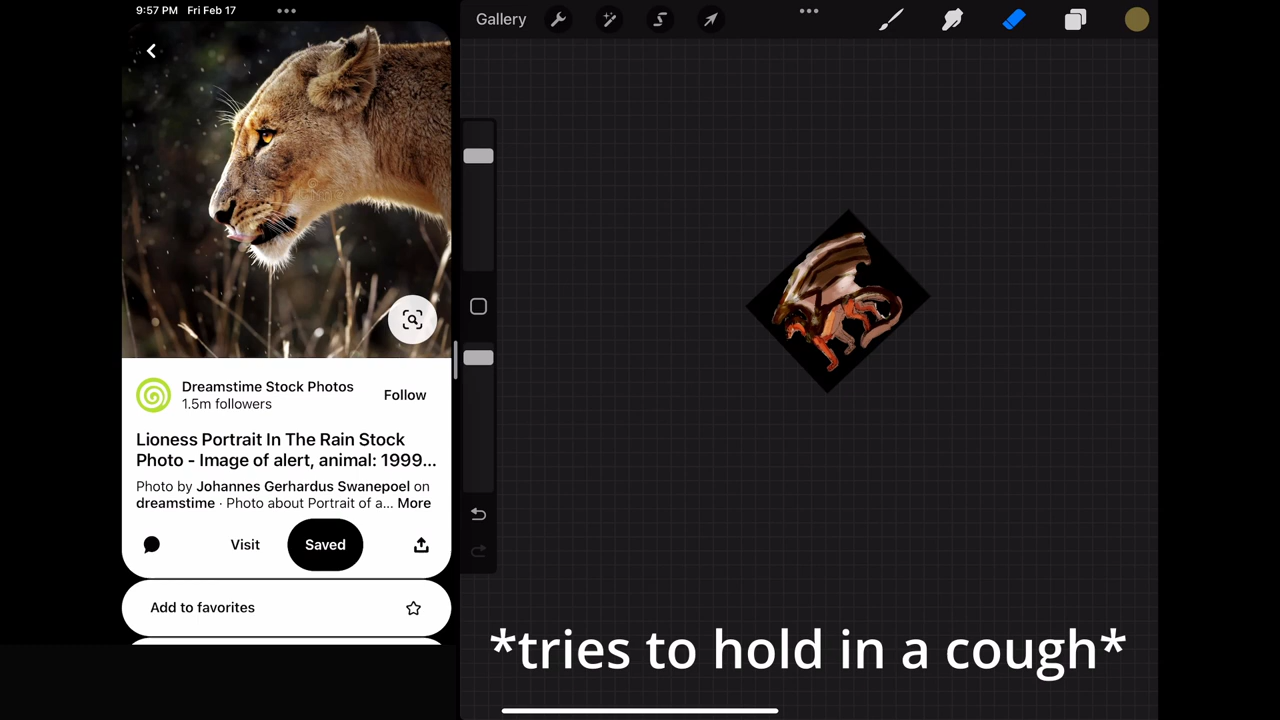 9:57 PM Fri Feb 17
Gallery
Dreamstime Stock Photos
1.5m followers
Follow
Lioness Portrait In The Rain Stock
Photo - Image of alert, animal: 1999...
Photo by Johannes Gerhardus Swanepoel on
dreamstime · Photo about Portrait of a... More
Visit
Saved
Add to favorites
*tries to hold in a cough*